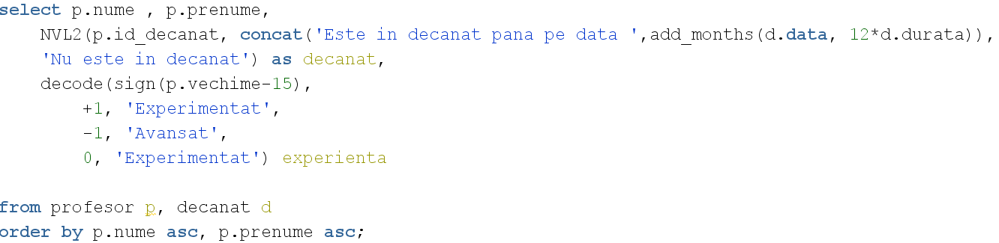 select p.nume , p.prenume,
    NVL2(p.id_decanat, concat('Este in decanat pana pe data ',add_months(d.data, 12*d.durata)),
    'Nu este in decanat') as decanat,
    decode(sign(p.vechime-15),
        +1, 'Experimentat',
        -1, 'Avansat',
        0, 'Experimentat') experienta

from profesor p, decanat d
order by p.nume asc, p.prenume asc;